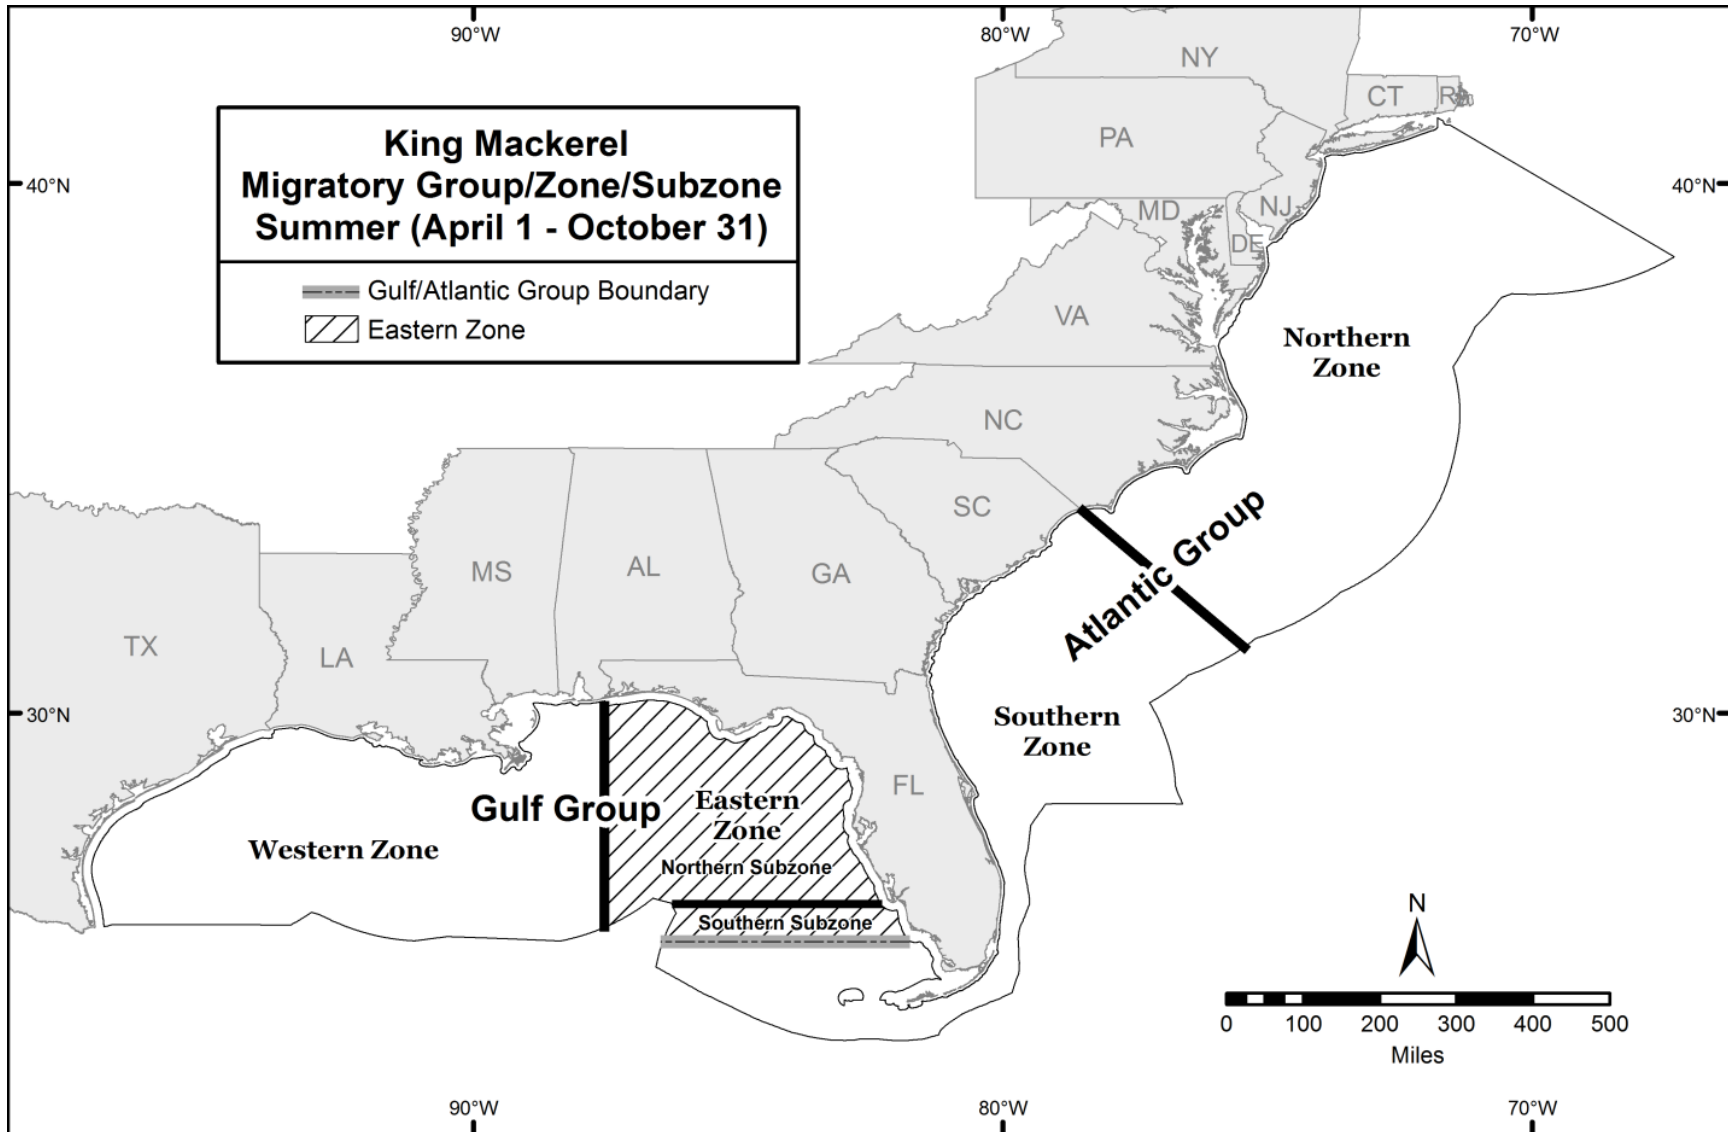 90°W
80°W
70°W
NY
CT
RI
PA
King Mackerel
Migratory Group/Zone/Subzone
Summer (April 1 - October 31)
Gulf/Atlantic Group Boundary
Eastern Zone
40°N
40°N
MD
NJ
DE
VA
Northern
Zone
NC
SC
Atlantic Group
MS
AL
GA
TX
LA
30°N
30°N
Southern
Zone
FL
Gulf Group
Eastern
Zone
Western Zone
Northern Subzone
Southern Subzone
N
0 100 200 300 400 500
Miles
90°W
80°W
70°W